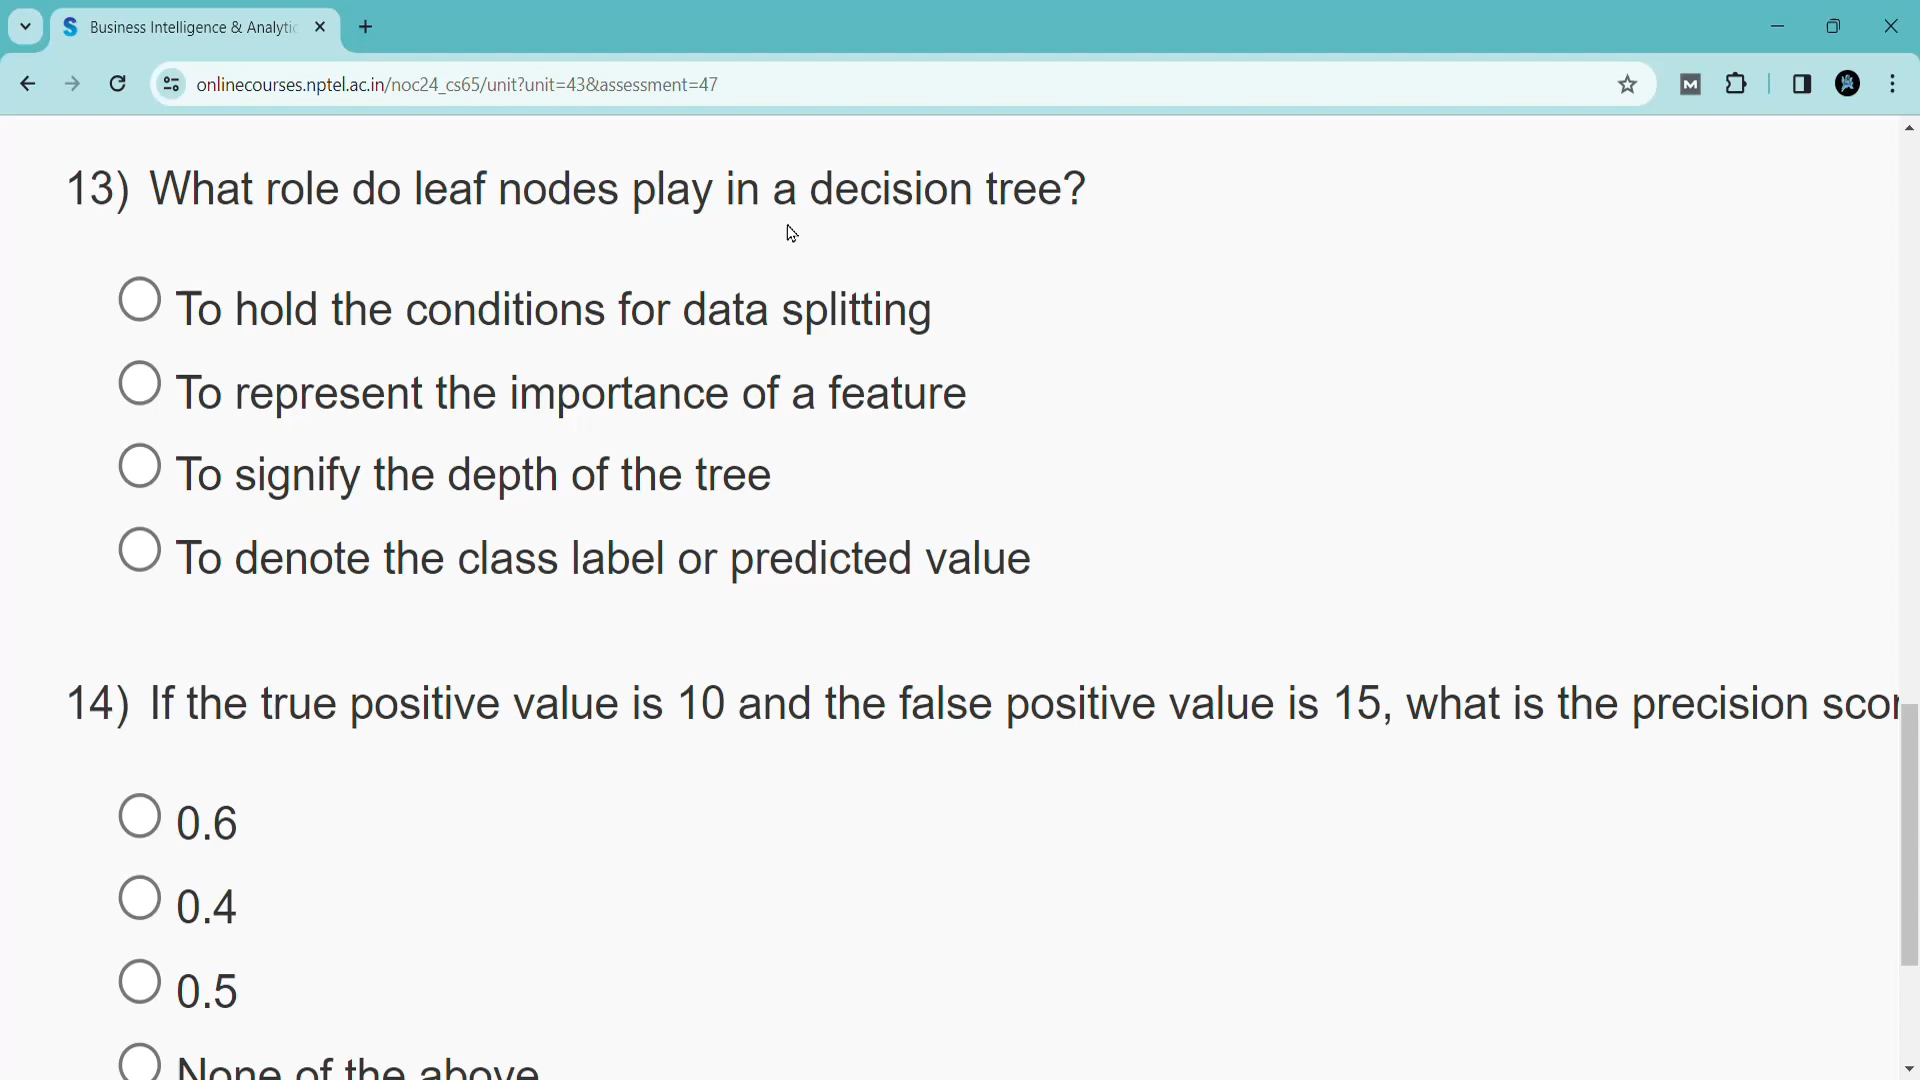 Business Intelligence & Analytic
onlinecourses.nptel.ac.in/noc24_cs65/unit?unit=43&assessment=47
13) What role do leaf nodes play in a decision tree?
To hold the conditions for data splitting
To represent the importance of a feature
To signify the depth of the tree
To denote the class label or predicted value
14) If the true positive value is 10 and the false positive value is 15, what is the precision scor
0.6
0.4
0.5
None of the above